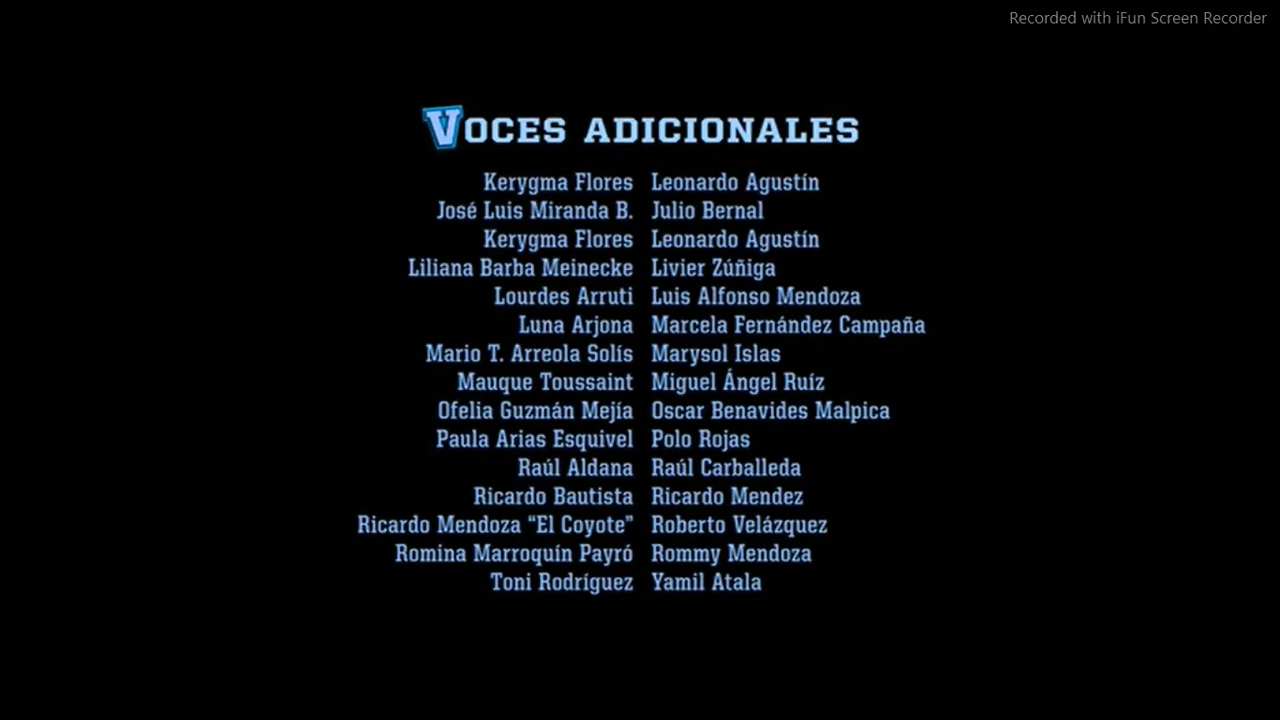 Recorded with iFun Screen Recorder
VOCES ADICIONALES
Kerygma Flores Leonardo Agustín
José Luis Miranda B. Julio Bernal
Kerygma Flores Leonardo Agustín
Liliana Barba Meinecke Livier Zúñiga
Lourdes Arruti Luis Alfonso Mendoza
Luna Arjona Marcela Fernández Campaña
Mario T. Arreola Solís Marysol Islas
Mauque Toussaint Miguel Ángel Ruíz
Ofelia Guzmán Mejía Oscar Benavides Malpica
Paula Arias Esquivel Polo Rojas
Raúl Aldana Raúl Carballeda
Ricardo Bautista Ricardo Mendez
Ricardo Mendoza “El Coyote” Roberto Velázquez
Romina Marroquín Payró Rommy Mendoza
Toni Rodríguez Yamil Atala